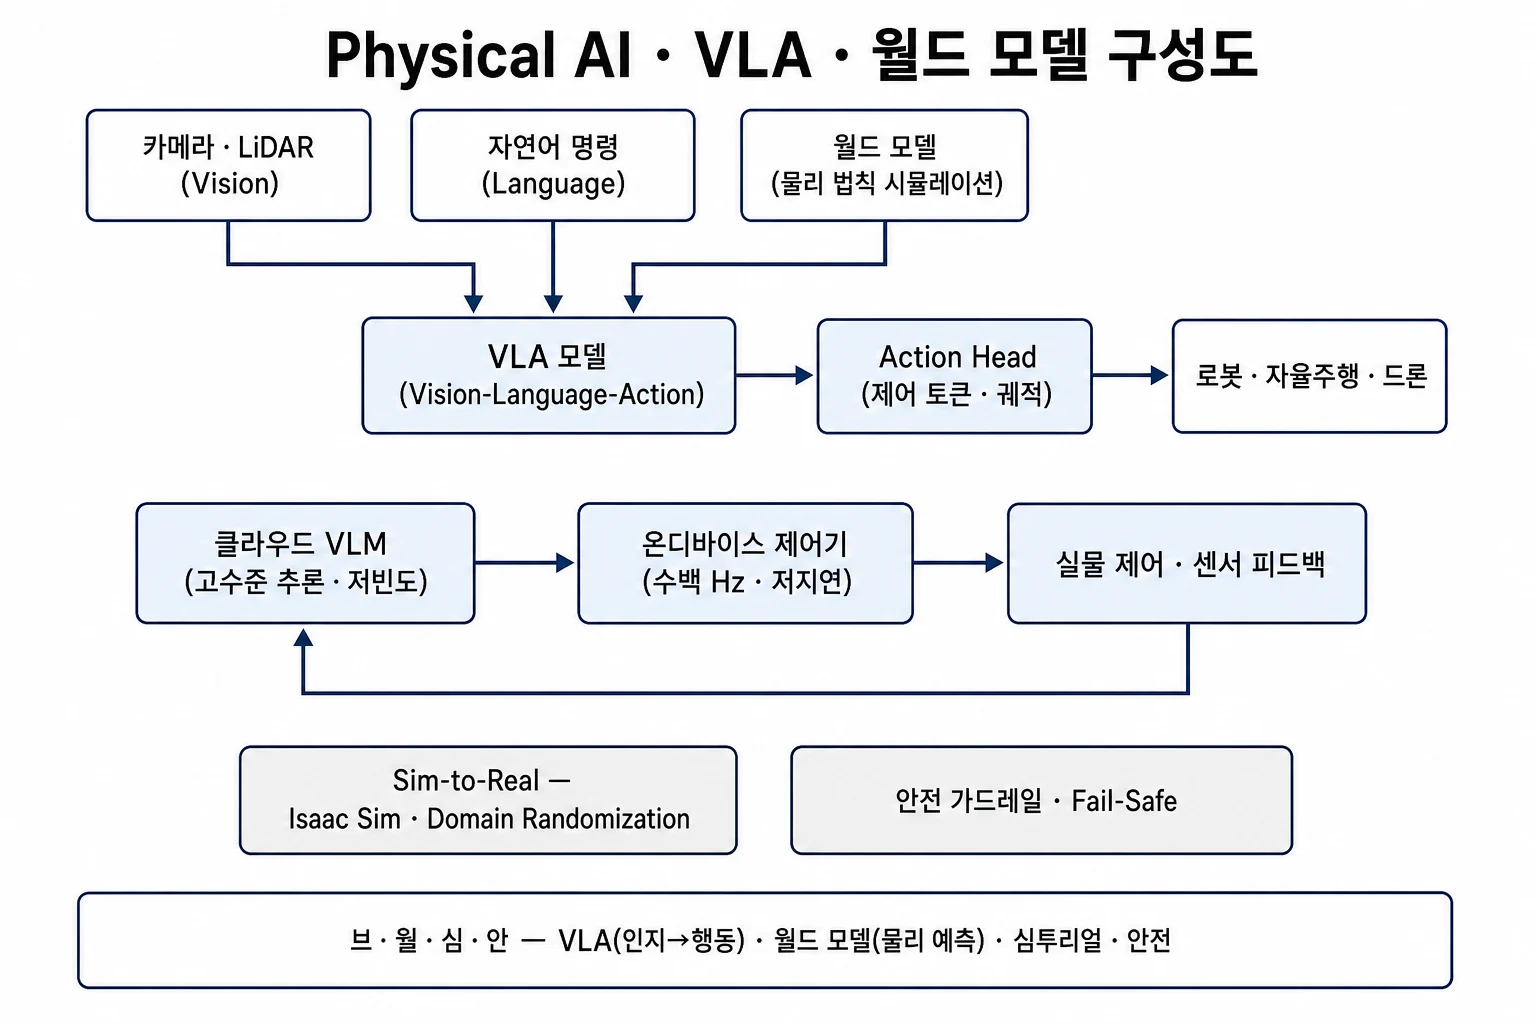 Physical AI · VLA · 월드 모델 구성도
카메라 · LiDAR
(Vision)
자연어 명령
(Language)
월드 모델
(물리 법칙 시뮬레이션)
VLA 모델
(Vision-Language-Action)
Action Head
(제어 토큰 · 궤적)
로봇 · 자율주행 · 드론
클라우드 VLM
(고수준 추론 · 저빈도)
온디바이스 제어기
(수백 Hz · 저지연)
실물 제어 · 센서 피드백
Sim-to-Real —
Isaac Sim · Domain Randomization
안전 가드레일 · Fail-Safe
브 · 월 · 심 · 안 — VLA(인지→행동) · 월드 모델(물리 예측) · 심투리얼 · 안전